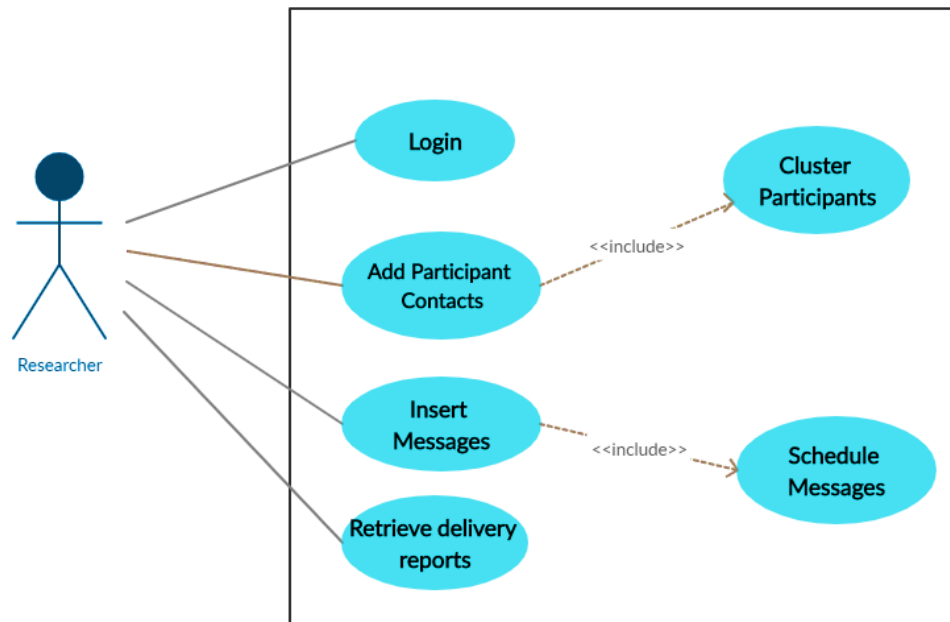 Login
Cluster
Participants
<<include>>
Add Participant
Contacts
Researcher
Insert
Messages
<<include>>
Schedule
Messages
Retrieve delivery
reports